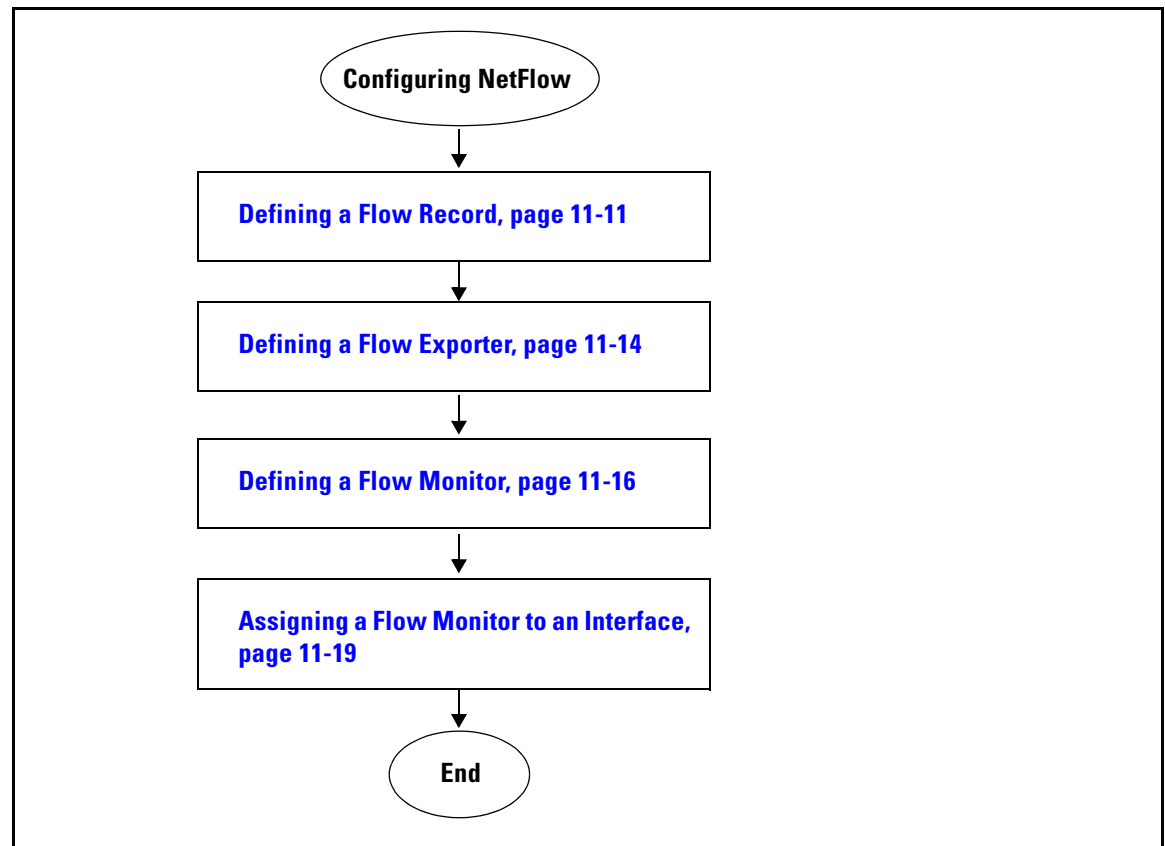 Configuring NetFlow
Defining a Flow Record, page 11-11
Defining a Flow Exporter, page 11-14
Defining a Flow Monitor, page 11-16
Assigning a Flow Monitor to an Interface,
page 11-19
End